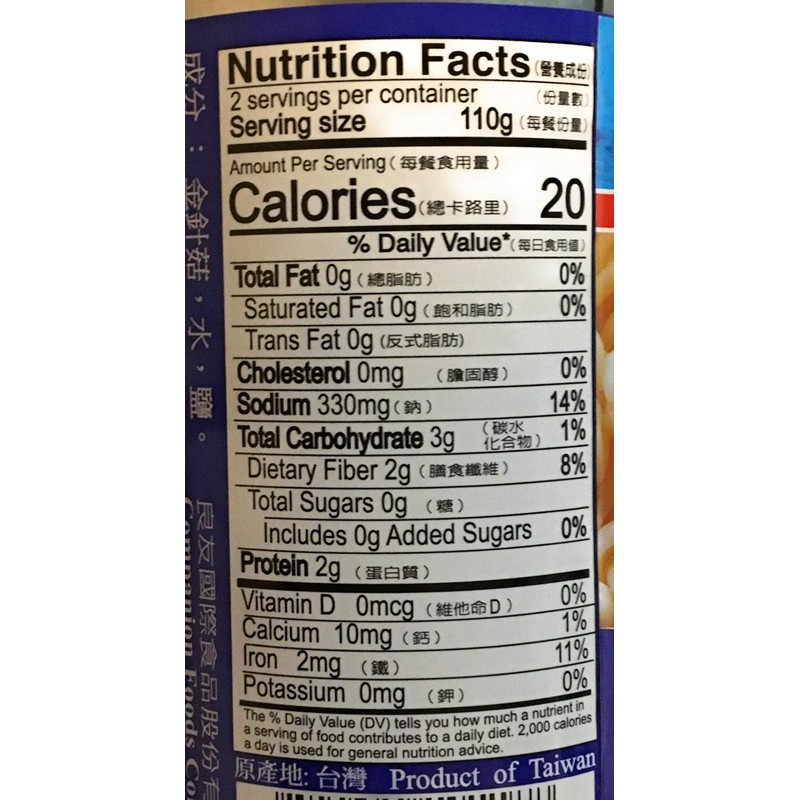 Nutrition Facts (營養成份)
2 servings per container (份量數)
Serving size 110g (每餐份量)
Amount Per Serving (每餐食用量)
Calories (總卡路里) 20
% Daily Value* (每日食用值)
Total Fat 0g (總脂肪) 0%
Saturated Fat 0g (飽和脂肪) 0%
Trans Fat 0g (反式脂肪)
Cholesterol 0mg (膽固醇) 0%
Sodium 330mg (鈉) 14%
Total Carbohydrate 3g (碳水化合物) 1%
Dietary Fiber 2g (膳食纖維) 8%
Total Sugars 0g (糖)
Includes 0g Added Sugars 0%
Protein 2g (蛋白質)
Vitamin D 0mcg (維他命D) 0%
Calcium 10mg (鈣) 1%
Iron 2mg (鐵) 11%
Potassium 0mg (鉀) 0%
The % Daily Value (DV) tells you how much a nutrient in
a serving of food contributes to a daily diet. 2,000 calories
a day is used for general nutrition advice.
原產地: 台灣 Product of Taiwan
成分：金針菇，水，鹽。
良友國際食品股份有
Companion Foods Co